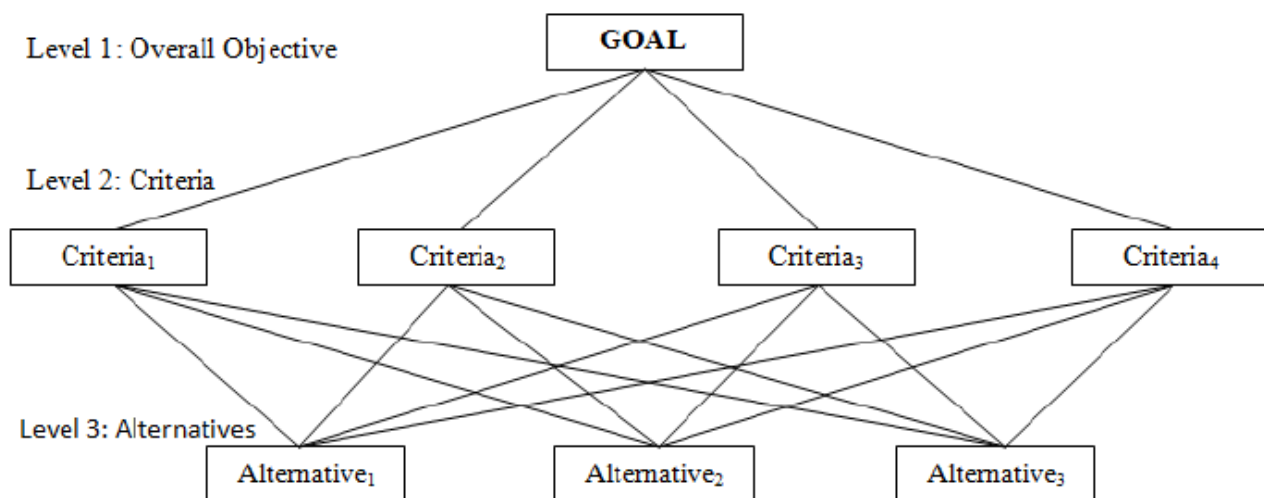 GOAL
Level 1: Overall Objective
Level 2: Criteria
Criteria₁
Criteria₂
Criteria₃
Criteria₄
Level 3: Alternatives
Alternative₁
Alternative₂
Alternative₃